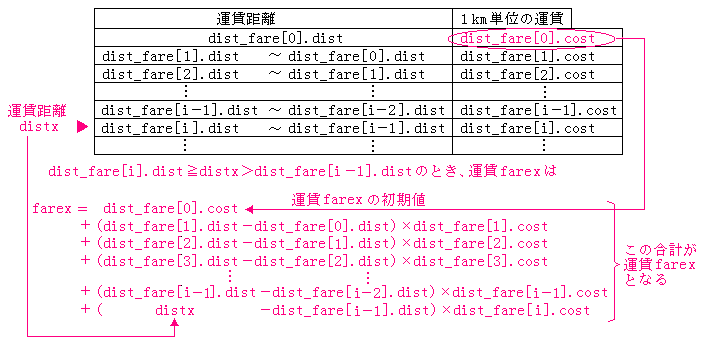 運賃距離 1km単位の運賃
dist_fare[0].dist dist_fare[0].cost
dist_fare[1].dist ～ dist_fare[0].dist dist_fare[1].cost
dist_fare[2].dist ～ dist_fare[1].dist dist_fare[2].cost
⋮ ⋮ ⋮
dist_fare[i－1].dist ～ dist_fare[i－2].dist dist_fare[i－1].cost
dist_fare[i].dist ～ dist_fare[i－1].dist dist_fare[i].cost
⋮ ⋮ ⋮
運賃距離
distx
dist_fare[i].dist≧distx＞dist_fare[i－1].distのとき、運賃farexは
運賃farexの初期値
farex＝ dist_fare[0].cost
＋(dist_fare[1].dist－dist_fare[0].dist)×dist_fare[1].cost
＋(dist_fare[2].dist－dist_fare[1].dist)×dist_fare[2].cost
＋(dist_fare[3].dist－dist_fare[2].dist)×dist_fare[3].cost
⋮ ⋮
＋(dist_fare[i－1].dist－dist_fare[i－2].dist)×dist_fare[i－1].cost
＋( distx －dist_fare[i－1].dist)×dist_fare[i].cost
この合計が
運賃farex
となる